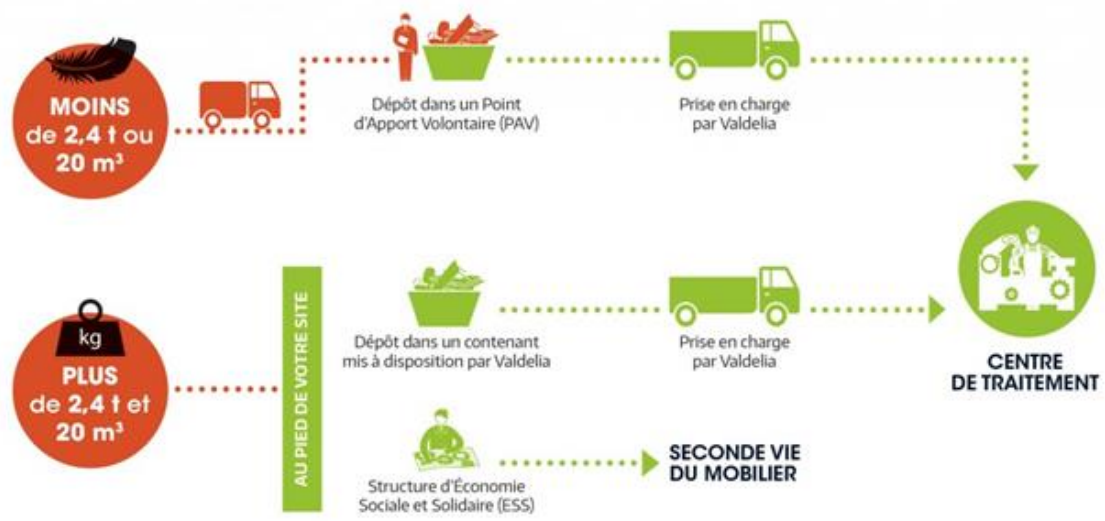 MOINS
de 2,4 t ou
20 m³
Dépôt dans un Point
d'Apport Volontaire (PAV)
Prise en charge
par Valdelia
kg
PLUS
de 2,4 t et
20 m³
AU PIED DE VOTRE SITE
Dépôt dans un contenant
mis à disposition par Valdelia
Prise en charge
par Valdelia
CENTRE
DE TRAITEMENT
Structure d'Économie
Sociale et Solidaire (ESS)
SECONDE VIE
DU MOBILIER